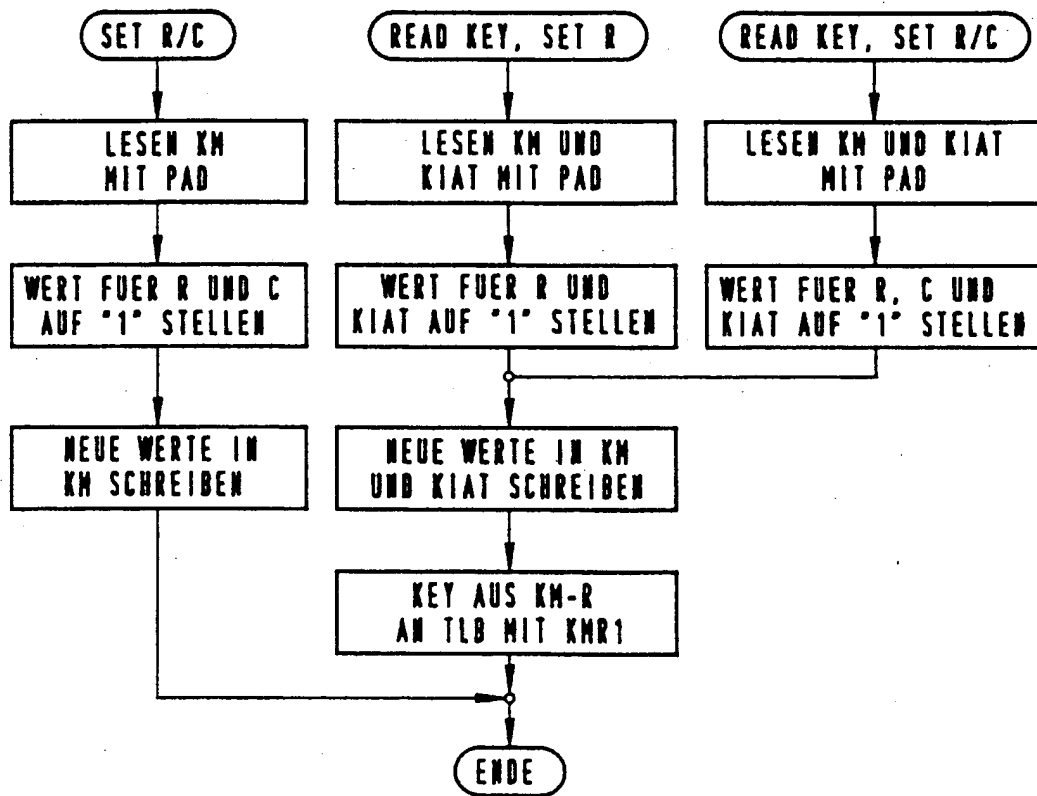 SET R/C
READ KEY, SET R
READ KEY, SET R/C
LESEN KM
MIT PAD
LESEN KM UND
KIAT MIT PAD
LESEN KM UND KIAT
MIT PAD
WERT FUER R UND C
AUF "1" STELLEN
WERT FUER R UND
KIAT AUF "1" STELLEN
WERT FUER R, C UND
KIAT AUF "1" STELLEN
NEUE WERTE IN
KM SCHREIBEN
NEUE WERTE IN KM
UND KIAT SCHREIBEN
KEY AUS KM-R
AN TLB MIT KMR1
ENDE